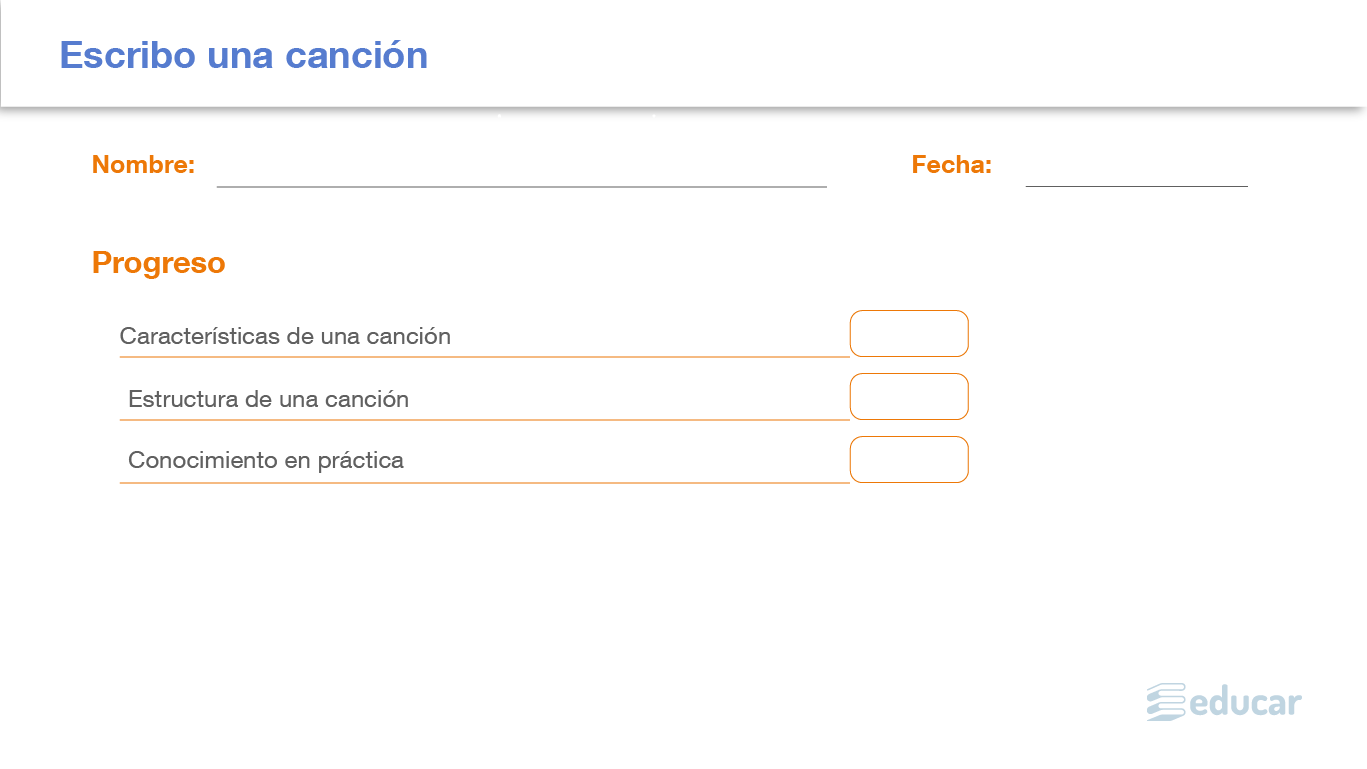 Escribo una canción
Nombre:
Fecha:
Progreso
Características de una canción
Estructura de una canción
Conocimiento en práctica
educar